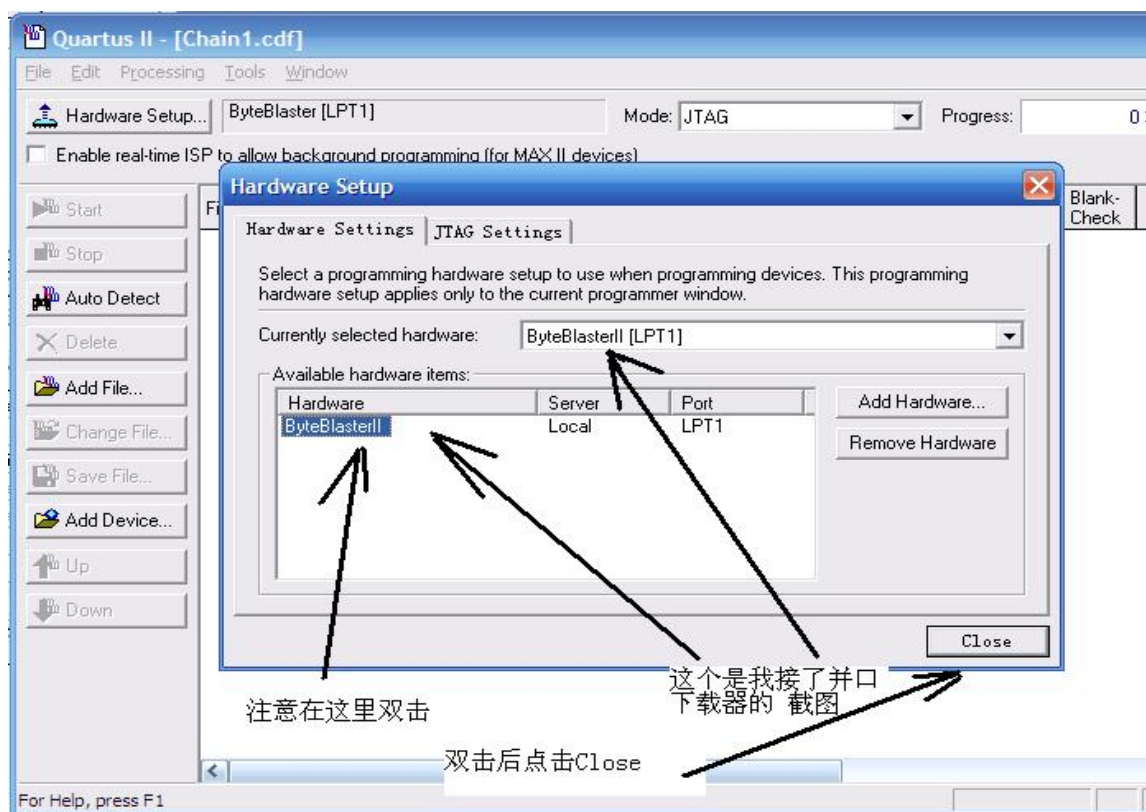 Quartus II - [Chain1.cdf]
File Edit Processing Tools Window
Hardware Setup... ByteBlaster [LPT1] Mode: JTAG Progress: 0
Enable real-time ISP to allow background programming (for MAX II devices)
Hardware Setup
Start
Stop
Auto Detect
Delete
Add File...
Change File...
Save File...
Add Device...
Up
Down
Blank-
Check
Hardware Settings JTAG Settings
Select a programming hardware setup to use when programming devices. This programming
hardware setup applies only to the current programmer window.
Currently selected hardware: ByteBlasterII [LPT1]
Available hardware items:
Hardware Server Port
ByteBlasterII Local LPT1
Add Hardware...
Remove Hardware
Close
注意在这里双击
这个是我接了并口
下载器的 截图
双击后点击Close
For Help, press F1